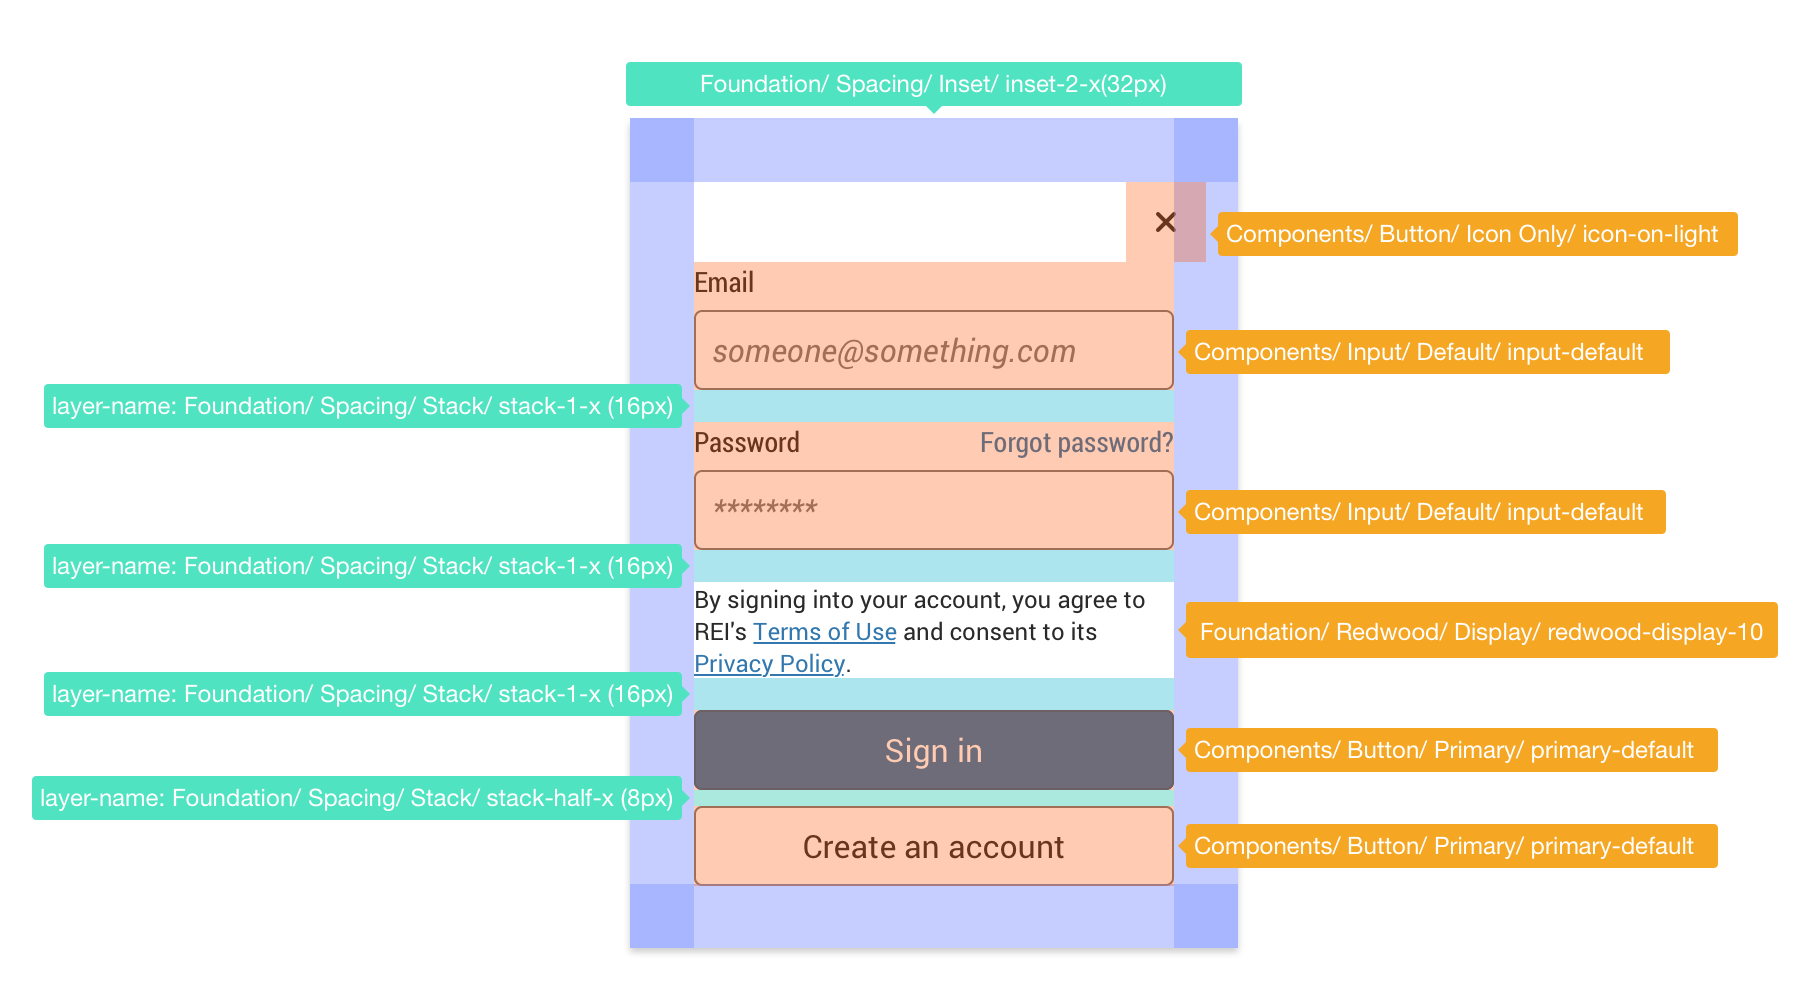 Foundation/ Spacing/ Inset/ inset-2-x(32px)
Components/ Button/ Icon Only/ icon-on-light
Email
someone@something.com
Components/ Input/ Default/ input-default
layer-name: Foundation/ Spacing/ Stack/ stack-1-x (16px)
Password
Forgot password?
********
Components/ Input/ Default/ input-default
layer-name: Foundation/ Spacing/ Stack/ stack-1-x (16px)
By signing into your account, you agree to
REI's Terms of Use and consent to its
Privacy Policy.
Foundation/ Redwood/ Display/ redwood-display-10
layer-name: Foundation/ Spacing/ Stack/ stack-1-x (16px)
Sign in
Components/ Button/ Primary/ primary-default
layer-name: Foundation/ Spacing/ Stack/ stack-half-x (8px)
Create an account
Components/ Button/ Primary/ primary-default